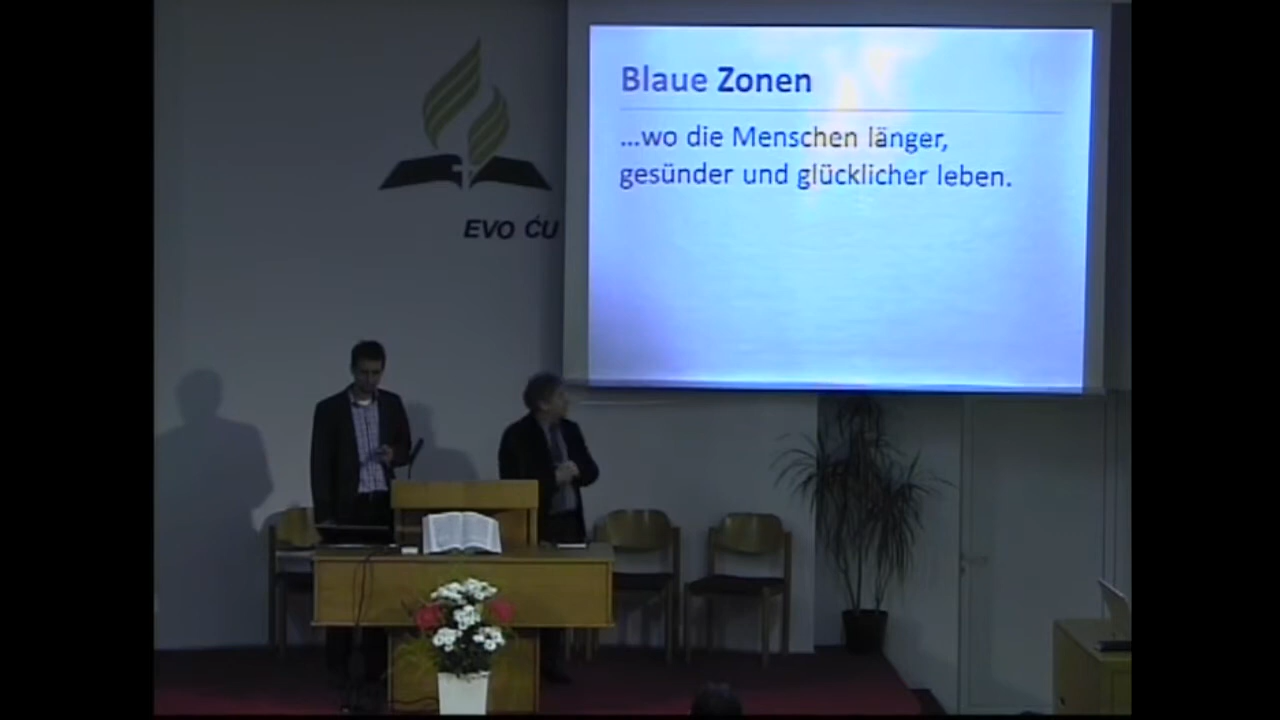 Blaue Zonen
...wo die Menschen länger,
gesünder und glücklicher leben.
EVO ĆU